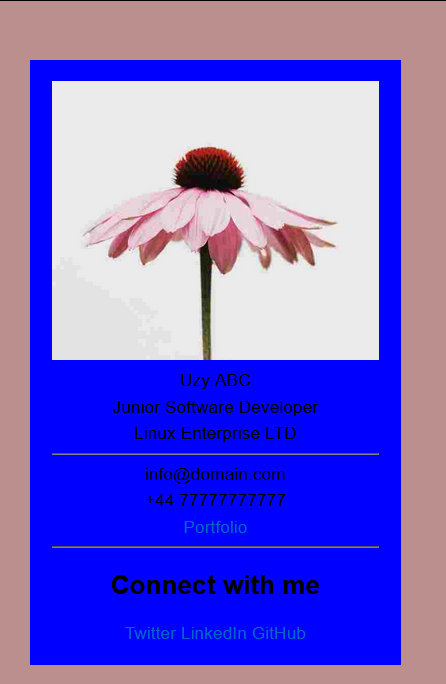 Uzy ABC
Junior Software Developer
Linux Enterprise LTD
info@domain.com
+44 77777777777
Portfolio
Connect with me
Twitter LinkedIn GitHub